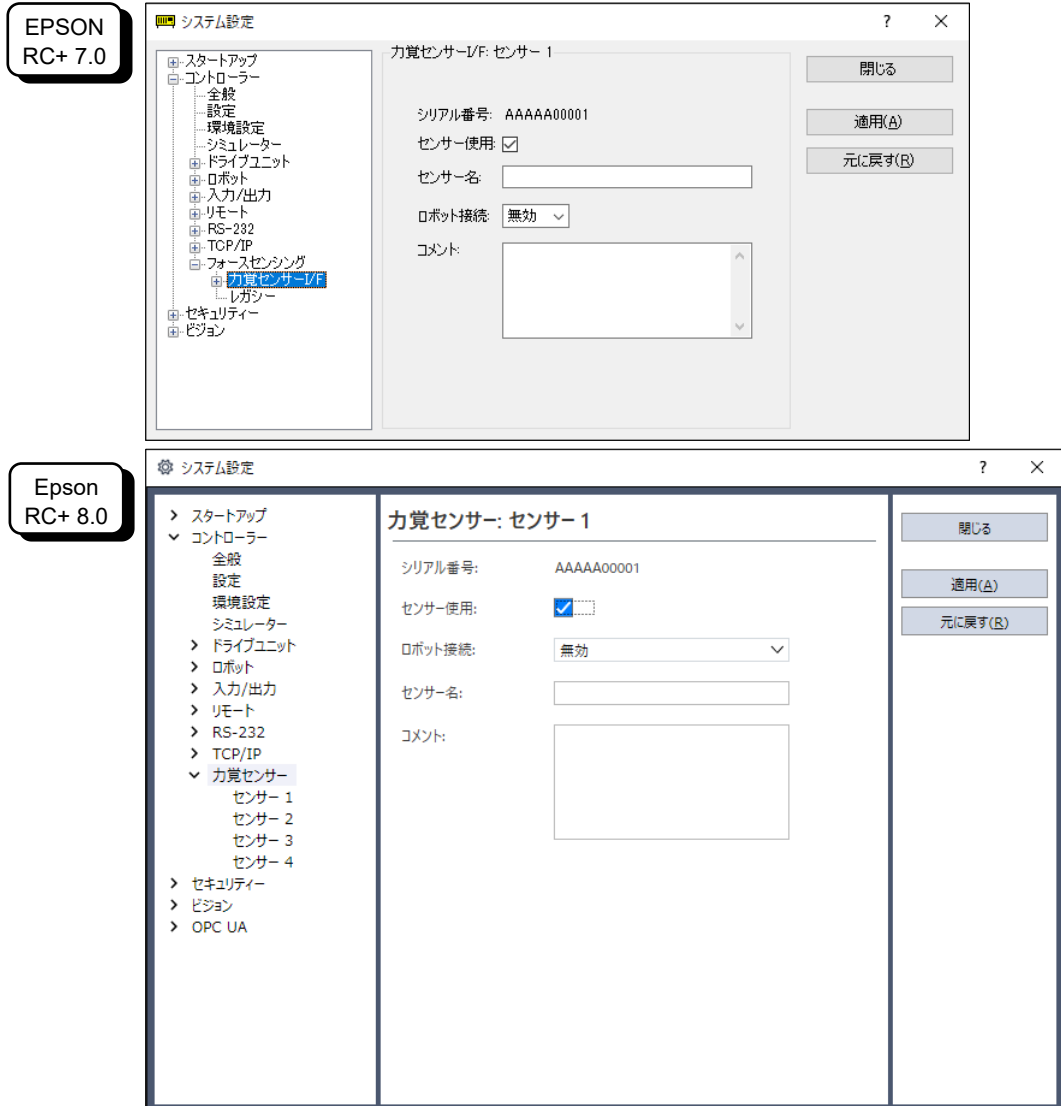 EPSON
RC+ 7.0
システム設定
?
スタートアップ
コントローラー
全般
設定
環境設定
シミュレーター
ドライブユニット
ロボット
入力/出力
リモート
RS-232
TCP/IP
フォースセンシング
力覚センサーI/F
レガシー
セキュリティー
ビジョン
力覚センサーI/F: センサー 1
シリアル番号: AAAAA00001
センサー使用:
センサー名:
ロボット接続: 無効
コメント:
閉じる
適用(A)
元に戻す(R)
Epson
RC+ 8.0
システム設定
?
スタートアップ
コントローラー
全般
設定
環境設定
シミュレーター
ドライブユニット
ロボット
入力/出力
リモート
RS-232
TCP/IP
力覚センサー
センサー 1
センサー 2
センサー 3
センサー 4
セキュリティー
ビジョン
OPC UA
力覚センサー: センサー 1
シリアル番号: AAAAA00001
センサー使用:
ロボット接続: 無効
センサー名:
コメント:
閉じる
適用(A)
元に戻す(R)